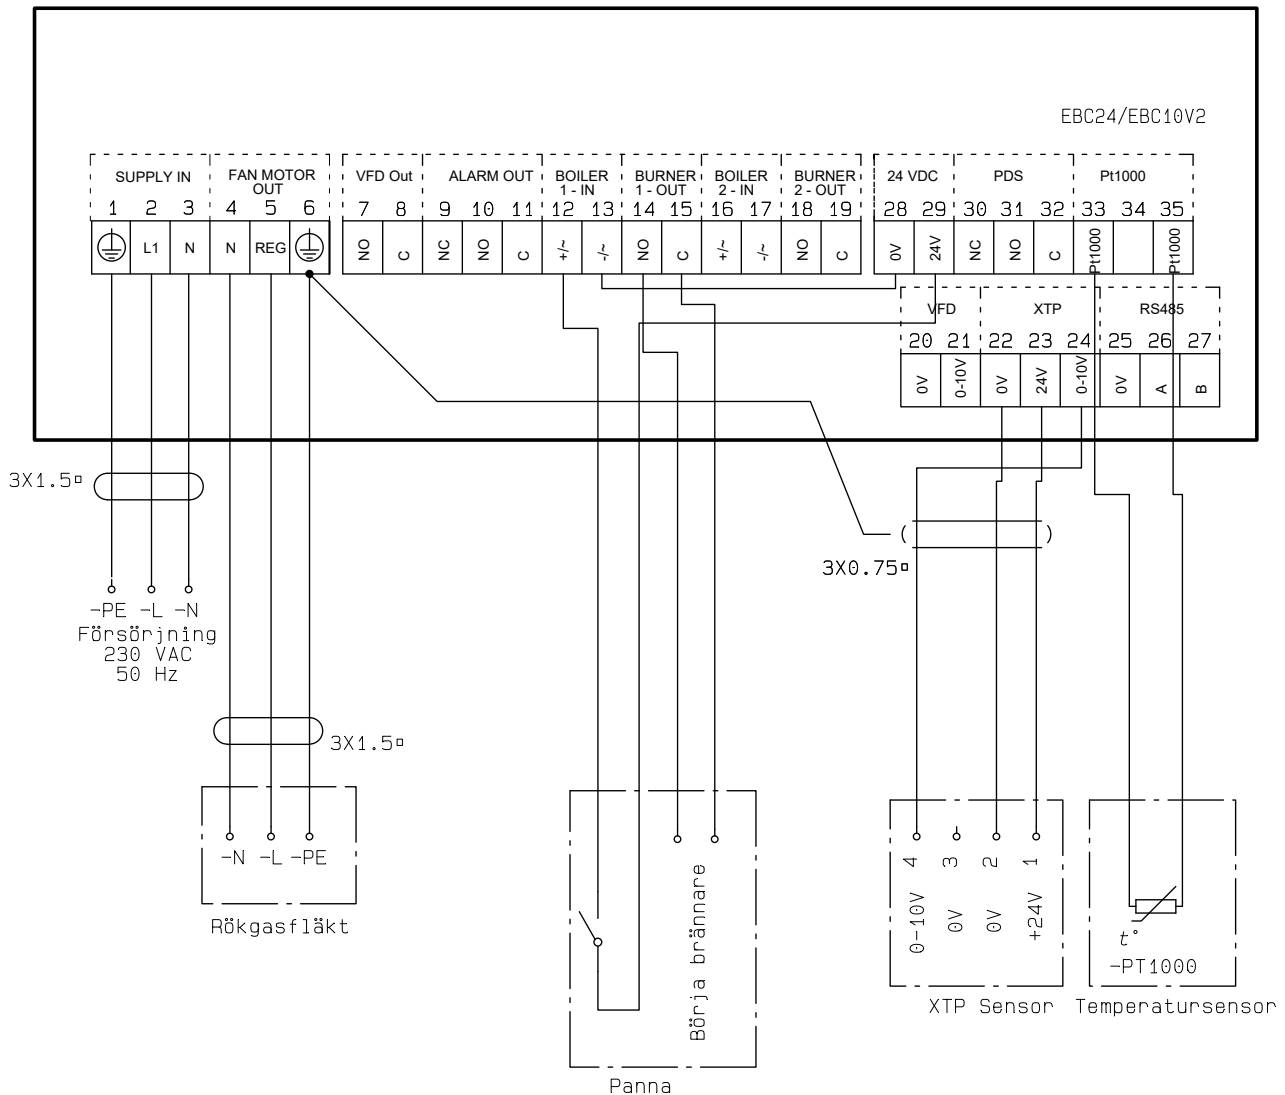 EBC24/EBC10V2
SUPPLY IN
FAN MOTOR
OUT
VFD Out
ALARM OUT
BOILER
1 - IN
BURNER
1 - OUT
BOILER
2 - IN
BURNER
2 - OUT
24 VDC
PDS
Pt1000
1 2 3 4 5 6 7 8 9 10 11 12 13 14 15 16 17 18 19 28 29 30 31 32 33 34 35
L1 N N REG NO C NC NO C +/~ -/~ NO C +/~ -/~ NO C 0V 24V NC NO C Pt1000 Pt1000
VFD XTP RS485
20 21 22 23 24 25 26 27
0V 0-10V 0V 24V 0-10V 0V A B
3X1.5▫
3X0.75▫
-PE -L -N
Försörjning
230 VAC
50 Hz
3X1.5▫
-N -L -PE
Rökgasfläkt
Börja brännare
Panna
4 3 2 1
0-10V 0V 0V +24V
XTP Sensor
t°
-PT1000
Temperatursensor